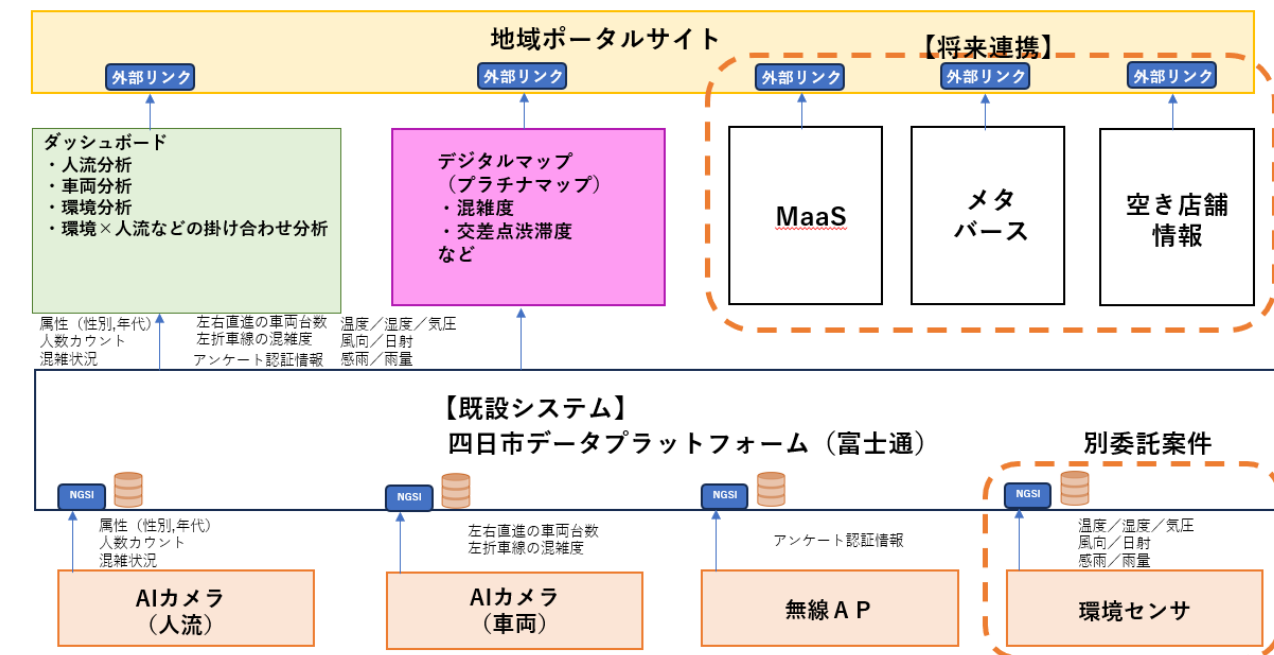 地域ポータルサイト
【将来連携】
外部リンク
外部リンク
外部リンク
外部リンク
外部リンク
ダッシュボード
・人流分析
・車両分析
・環境分析
・環境×人流などの掛け合わせ分析
デジタルマップ
（プラチナマップ）
・混雑度
・交差点渋滞度
など
MaaS
メタ
バース
空き店舗
情報
属性（性別,年代）
人数カウント
混雑状況
左右直進の車両台数
左折車線の混雑度
アンケート認証情報
温度／湿度／気圧
風向／日射
感雨／雨量
【既設システム】
四日市データプラットフォーム（富士通）
別委託案件
NGSI
NGSI
NGSI
NGSI
属性（性別,年代）
人数カウント
混雑状況
左右直進の車両台数
左折車線の混雑度
アンケート認証情報
温度／湿度／気圧
風向／日射
感雨／雨量
AIカメラ
（人流）
AIカメラ
（車両）
無線ＡＰ
環境センサ